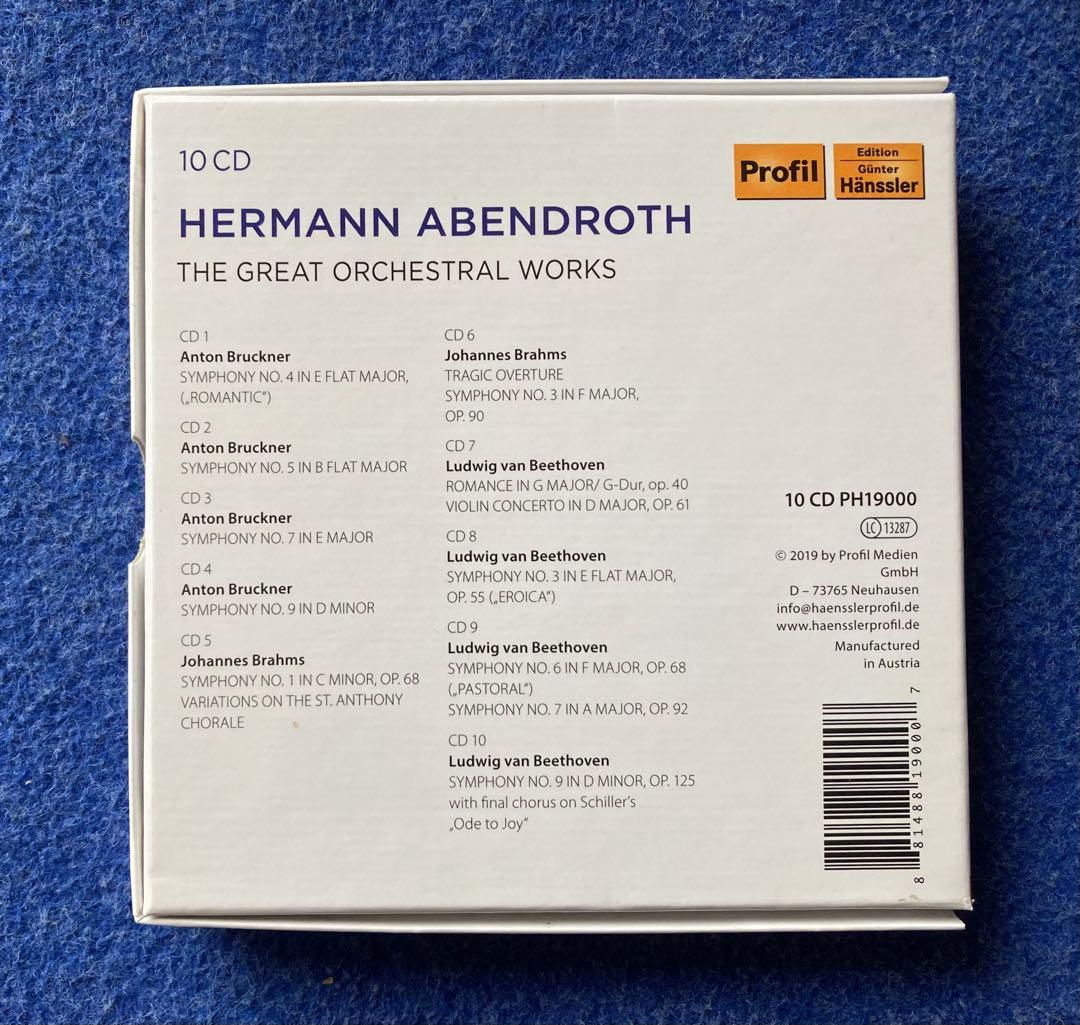 10 CD
HERMANN ABENDROTH
THE GREAT ORCHESTRAL WORKS
Profil
Edition
Günter
Hänssler
CD 1
Anton Bruckner
SYMPHONY NO. 4 IN E FLAT MAJOR,
(„ROMANTIC“)
CD 2
Anton Bruckner
SYMPHONY NO. 5 IN B FLAT MAJOR
CD 3
Anton Bruckner
SYMPHONY NO. 7 IN E MAJOR
CD 4
Anton Bruckner
SYMPHONY NO. 9 IN D MINOR
CD 5
Johannes Brahms
SYMPHONY NO. 1 IN C MINOR, OP. 68
VARIATIONS ON THE ST. ANTHONY
CHORALE
CD 6
Johannes Brahms
TRAGIC OVERTURE
SYMPHONY NO. 3 IN F MAJOR,
OP. 90
CD 7
Ludwig van Beethoven
ROMANCE IN G MAJOR/ G-Dur, op. 40
VIOLIN CONCERTO IN D MAJOR, OP. 61
CD 8
Ludwig van Beethoven
SYMPHONY NO. 3 IN E FLAT MAJOR,
OP. 55 („EROICA“)
CD 9
Ludwig van Beethoven
SYMPHONY NO. 6 IN F MAJOR, OP. 68
(„PASTORAL“)
SYMPHONY NO. 7 IN A MAJOR, OP. 92
CD 10
Ludwig van Beethoven
SYMPHONY NO. 9 IN D MINOR, OP. 125
with final chorus on Schiller's
„Ode to Joy“
10 CD PH19000
LC 13287
© 2019 by Profil Medien
GmbH
D – 73765 Neuhausen
info@haensslerprofil.de
www.haensslerprofil.de
Manufactured
in Austria
8 81488 19000 7